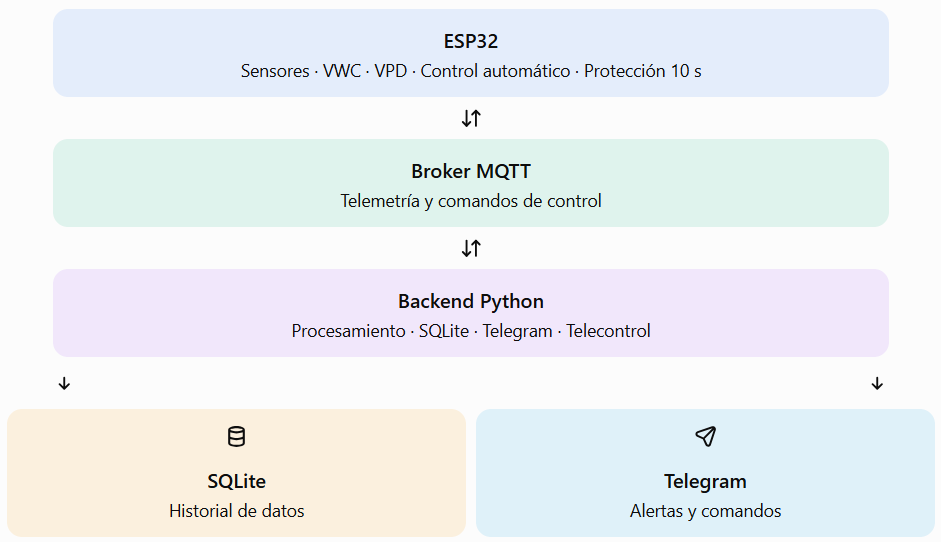 ESP32
Sensores · VWC · VPD · Control automático · Protección 10 s
Broker MQTT
Telemetría y comandos de control
Backend Python
Procesamiento · SQLite · Telegram · Telecontrol
SQLite
Historial de datos
Telegram
Alertas y comandos